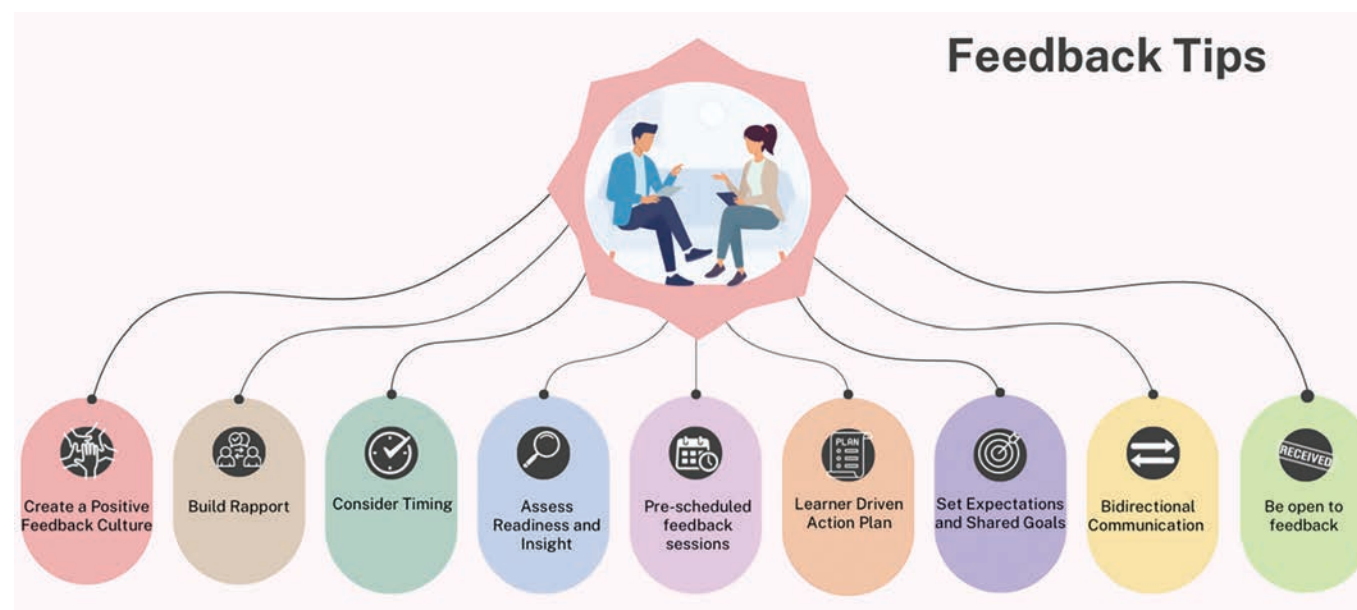 Feedback Tips
PLAN
RECEIVED
Create a Positive
Feedback Culture
Build Rapport
Consider Timing
Assess
Readiness and
Insight
Pre-scheduled
feedback
sessions
Learner Driven
Action Plan
Set Expectations
and Shared Goals
Bidirectional
Communication
Be open to
feedback